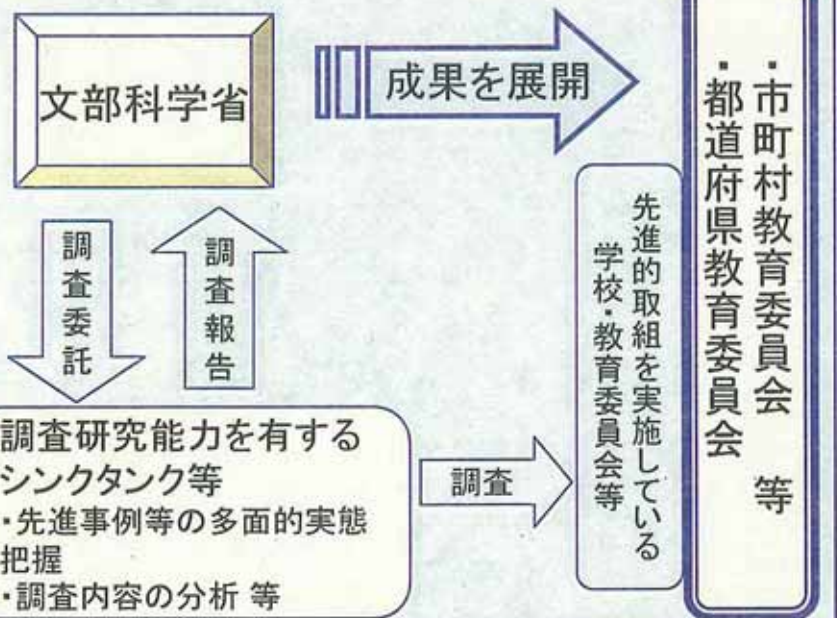 文部科学省
成果を展開
・市町村教育委員会 等
・都道府県教育委員会
先進的取組を実施している
学校・教育委員会等
調査委託
調査報告
調査研究能力を有する
シンクタンク等
・先進事例等の多面的実態
把握
・調査内容の分析 等
調査